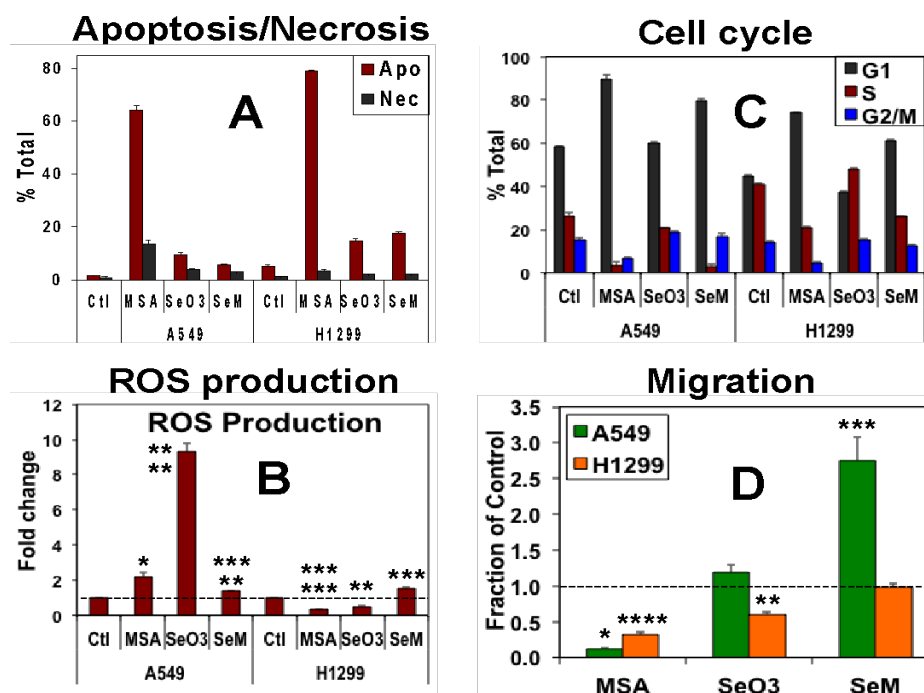 Apoptosis/Necrosis
80
60
40
20
0
% Total
Apo
Nec
A
Ctl MSA SeO3 SeM Ctl MSA SeO3 SeM
A549 H1299
Cell cycle
100
80
60
40
20
0
% Total
G1
S
G2/M
C
Ctl MSA SeO3 SeM Ctl MSA SeO3 SeM
A549 H1299
ROS production
ROS Production
12
10
8
6
4
2
0
Fold change
B
*
**
**
***
**
***
***
**
***
Ctl MSA SeO3 SeM Ctl MSA SeO3 SeM
A549 H1299
Migration
3.5
3.0
2.5
2.0
1.5
1.0
0.5
0.0
Fraction of Control
A549
H1299
D
***
**
* ****
MSA SeO3 SeM